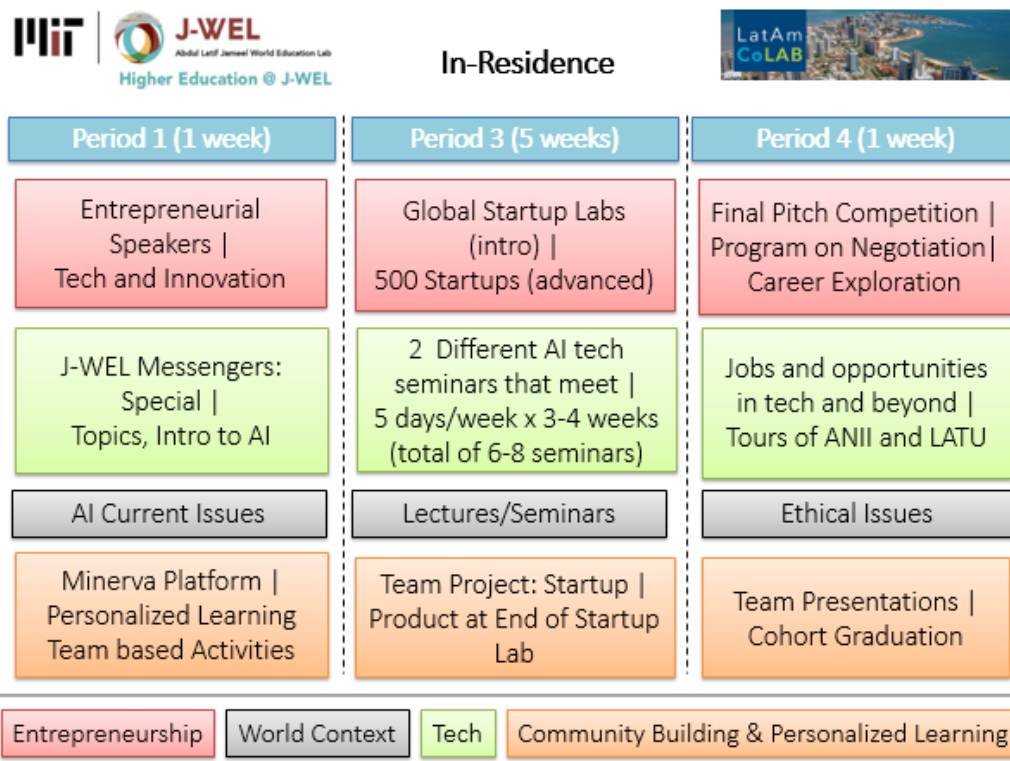 MIT
J-WEL
Abdul Latif Jameel World Education Lab
Higher Education @ J-WEL
In-Residence
LatAm
CoLAB
Period 1 (1 week)
Entrepreneurial
Speakers |
Tech and Innovation
J-WEL Messengers:
Special |
Topics, Intro to AI
AI Current Issues
Minerva Platform |
Personalized Learning
Team based Activities
Period 3 (5 weeks)
Global Startup Labs
(intro) |
500 Startups (advanced)
2 Different AI tech
seminars that meet |
5 days/week x 3-4 weeks
(total of 6-8 seminars)
Lectures/Seminars
Team Project: Startup |
Product at End of Startup
Lab
Period 4 (1 week)
Final Pitch Competition |
Program on Negotiation|
Career Exploration
Jobs and opportunities
in tech and beyond |
Tours of ANII and LATU
Ethical Issues
Team Presentations |
Cohort Graduation
Entrepreneurship
World Context
Tech
Community Building & Personalized Learning